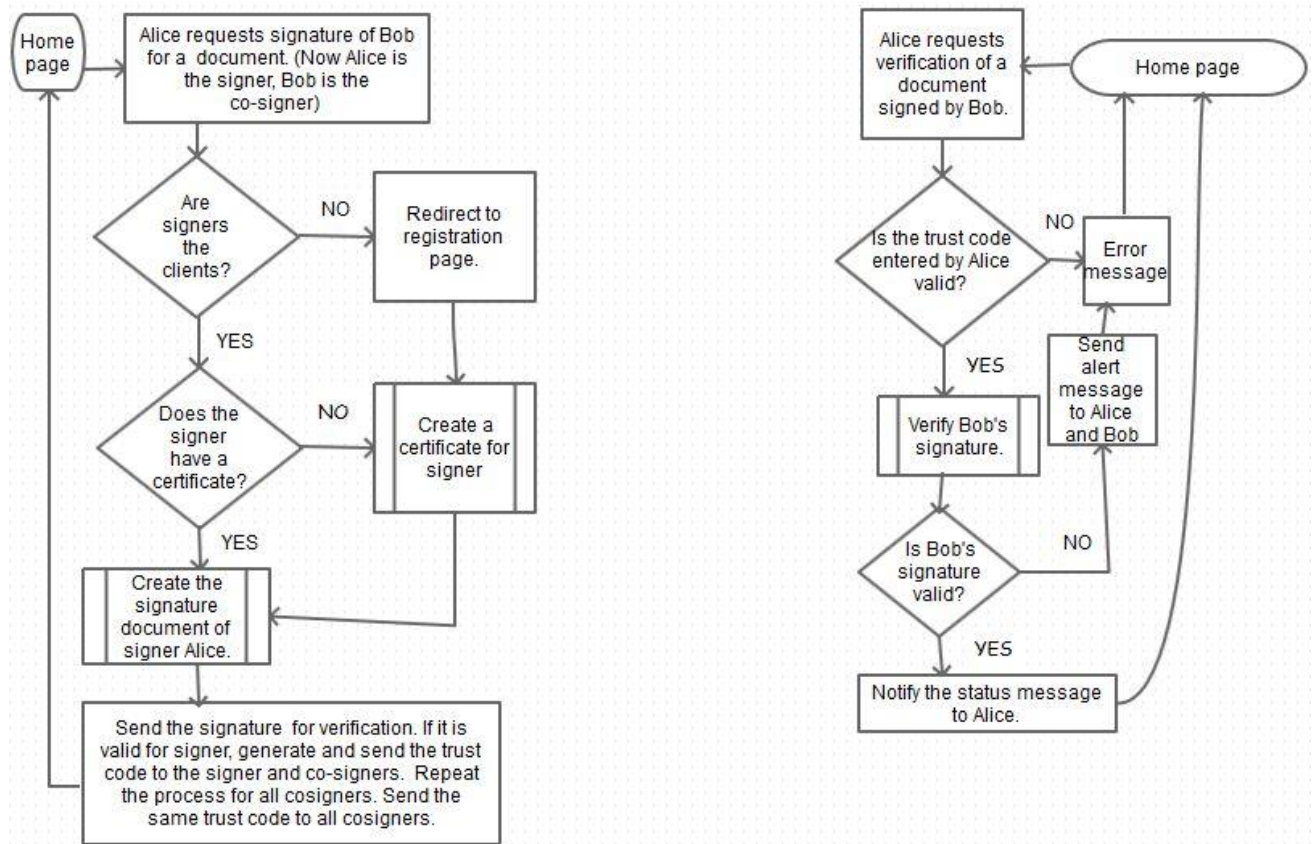 Home
page
Alice requests signature of Bob
for a document. (Now Alice is
the signer, Bob is the
co-signer)
Are
signers
the
clients?
NO
Redirect to
registration
page.
YES
Does the
signer
have a
certificate?
NO
Create a
certificate for
signer
YES
Create the
signature
document of
signer Alice.
Send the signature for verification. If it is
valid for signer, generate and send the trust
code to the signer and co-signers. Repeat
the process for all cosigners. Send the
same trust code to all cosigners.
Alice requests
verification of a
document
signed by Bob.
Home page
Is the trust code
entered by Alice
valid?
NO
Error
message
YES
Send
alert
message
to Alice
and Bob
Verify Bob's
signature.
Is Bob's
signature
valid?
NO
YES
Notify the status message
to Alice.